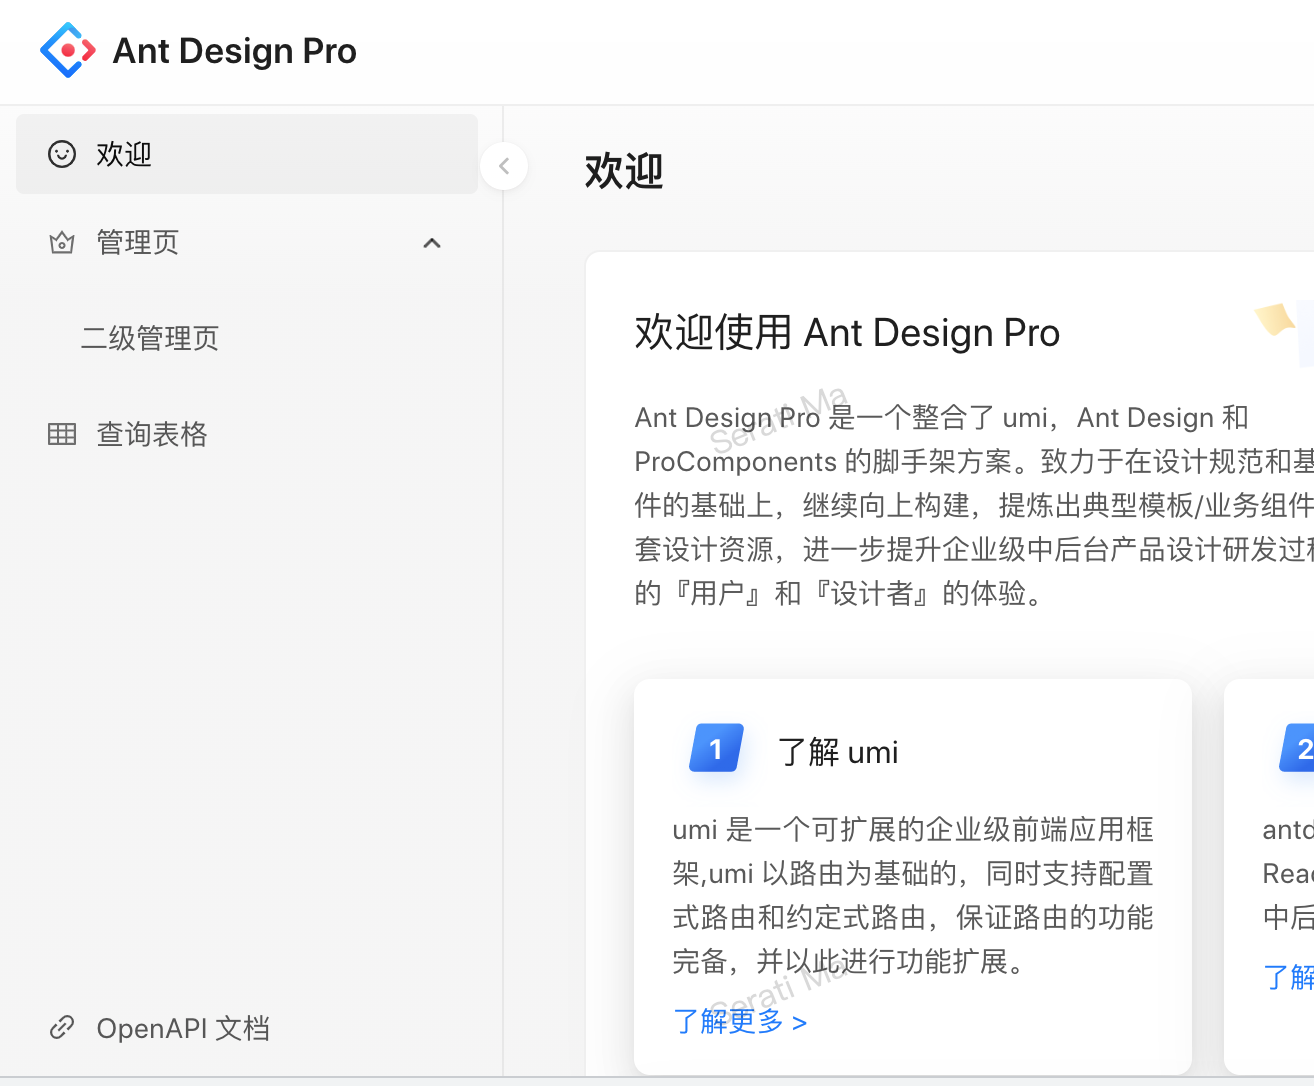 Ant Design Pro
欢迎
管理页
二级管理页
查询表格
OpenAPI 文档
欢迎
欢迎使用 Ant Design Pro
Ant Design Pro 是一个整合了 umi，Ant Design 和
ProComponents 的脚手架方案。致力于在设计规范和基
件的基础上，继续向上构建，提炼出典型模板/业务组件
套设计资源，进一步提升企业级中后台产品设计研发过
的『用户』和『设计者』的体验。
Serati Ma
1
了解 umi
umi 是一个可扩展的企业级前端应用框
架,umi 以路由为基础的，同时支持配置
式路由和约定式路由，保证路由的功能
完备，并以此进行功能扩展。
Serati Ma
了解更多 >
2
antd
Rea
中后
了解